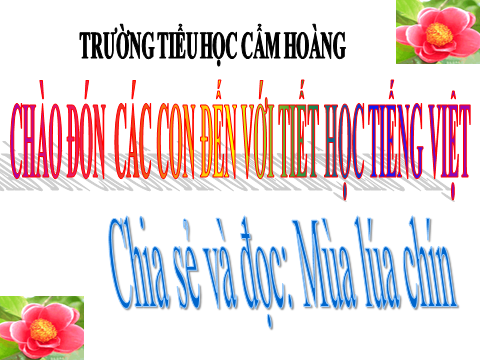 TRƯỜNG TIỂU HỌC CẨM HOÀNG
CHÀO ĐÓN CÁC CON ĐẾN VỚI TIẾT HỌC TIẾNG VIỆT
Chia sẻ và đọc: Mùa lúa chín